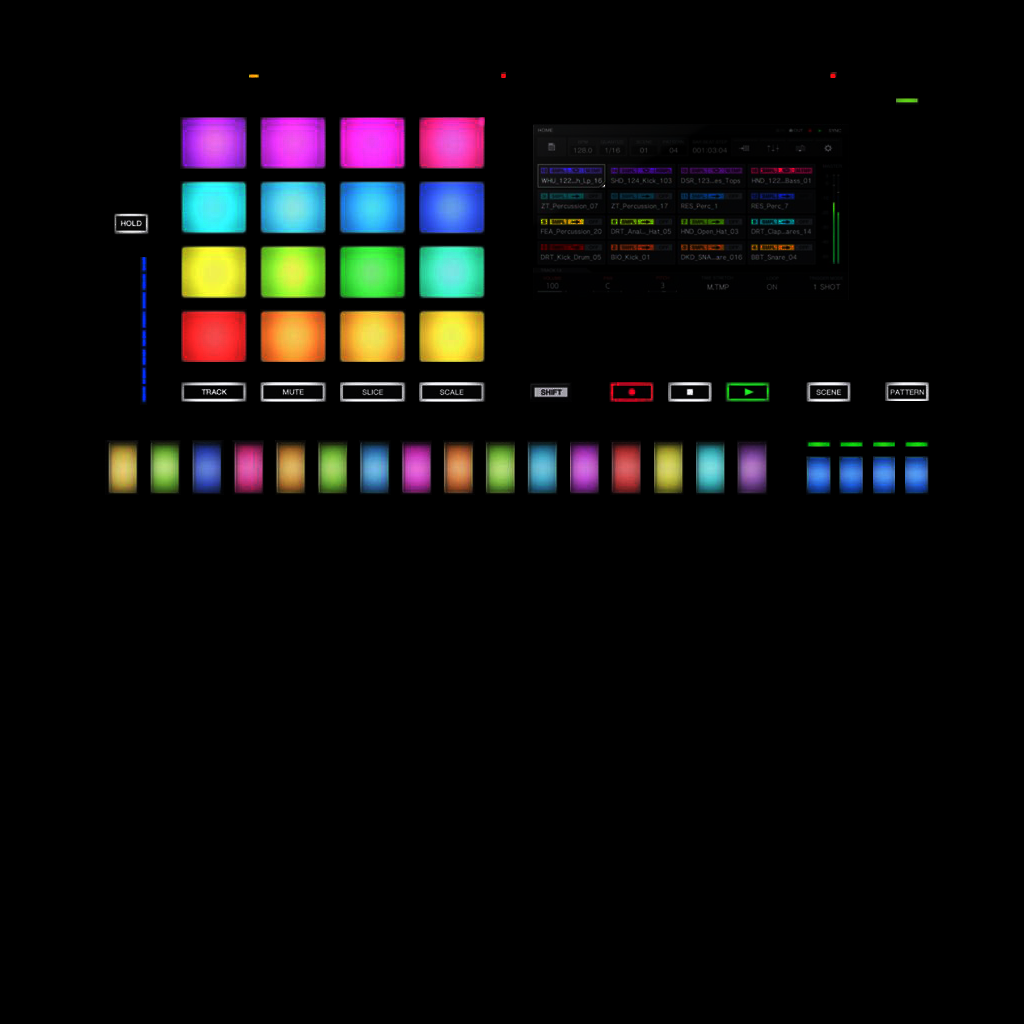 HOME
128.0 1/16 01 04 001:03:04
WHU_122...h_Lp_16 SHD_124_Kick_103 DSR_123...es_Tops HND_122...Bass_01
ZT_Percussion_07 ZT_Percussion_17 RES_Perc_1 RES_Perc_7
HOLD
FEA_Percussion_20 DRT_Anal..._Hat_05 HND_Open_Hat_03 DRT_Clap...ares_14
DRT_Kick_Drum_05 BIO_Kick_01 DKD_SNA...are_016 BBT_Snare_04
100 C 3 M.TMP ON 1 SHOT
TRACK MUTE SLICE SCALE SHIFT SCENE PATTERN